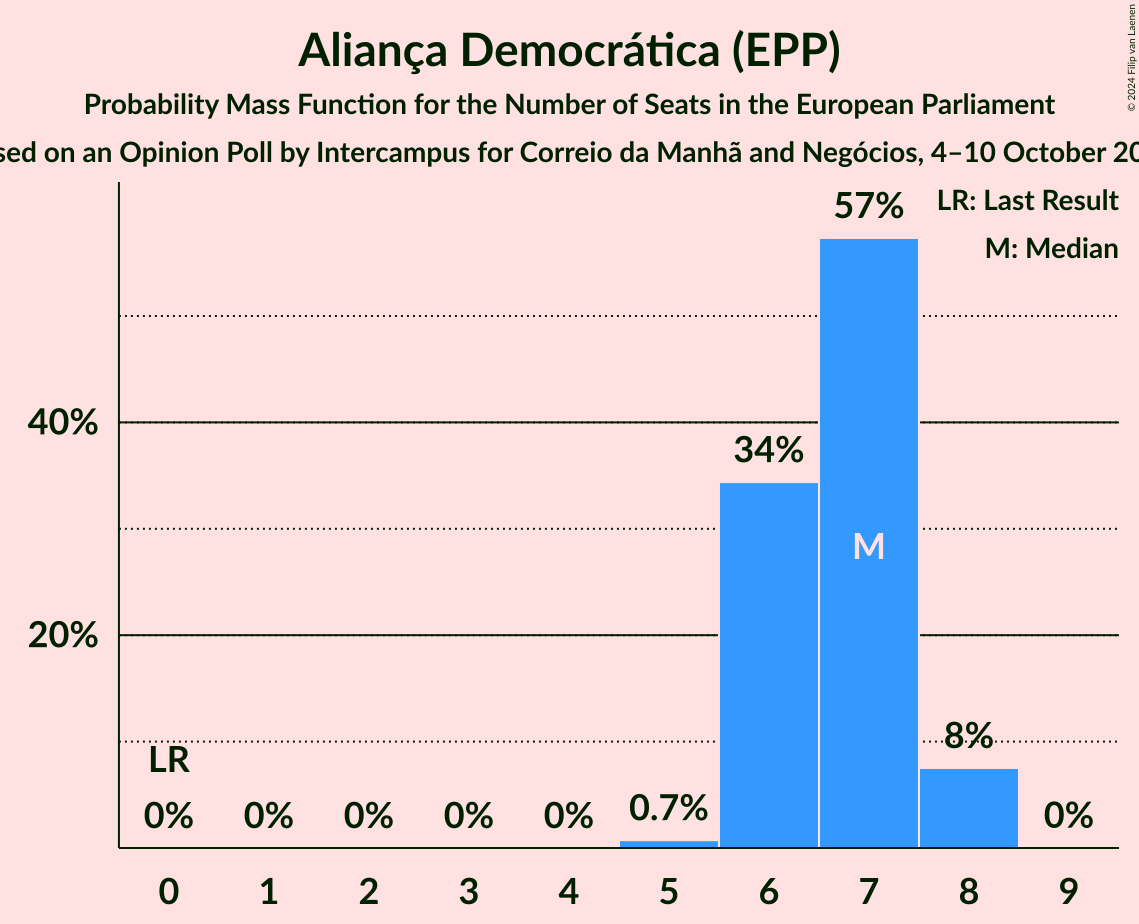 Aliança Democrática (EPP)
Probability Mass Function for the Number of Seats in the European Parliament
on an Opinion Poll by Intercampus for Correio da Manhã and Negócios, 4–10 October
© 2024 Filip van Laenen
LR: Last Result
M: Median
57%
40%
34%
M
20%
8%
LR
0% 0% 0% 0% 0% 0.7% 0%
0 1 2 3 4 5 6 7 8 9